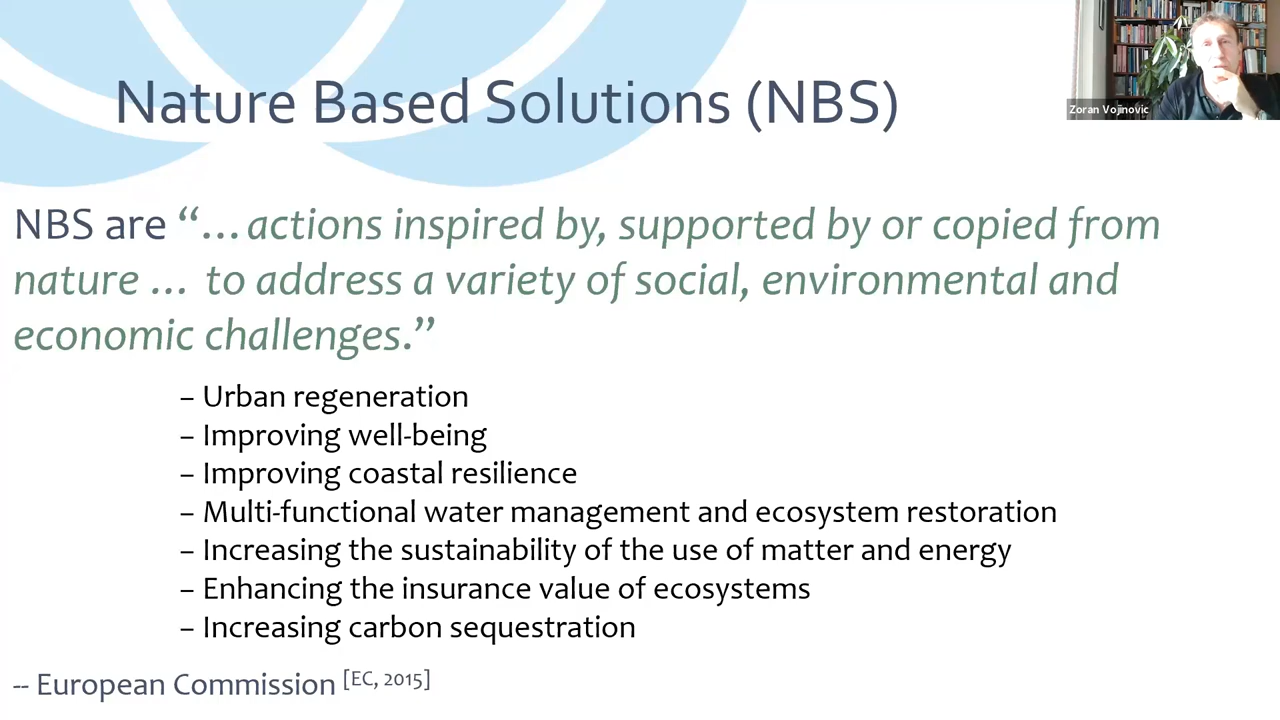 Nature Based Solutions (NBS)
Zoran Vojinovic
NBS are “…actions inspired by, supported by or copied from
nature … to address a variety of social, environmental and
economic challenges.”
– Urban regeneration
– Improving well-being
– Improving coastal resilience
– Multi-functional water management and ecosystem restoration
– Increasing the sustainability of the use of matter and energy
– Enhancing the insurance value of ecosystems
– Increasing carbon sequestration
-- European Commission [EC, 2015]